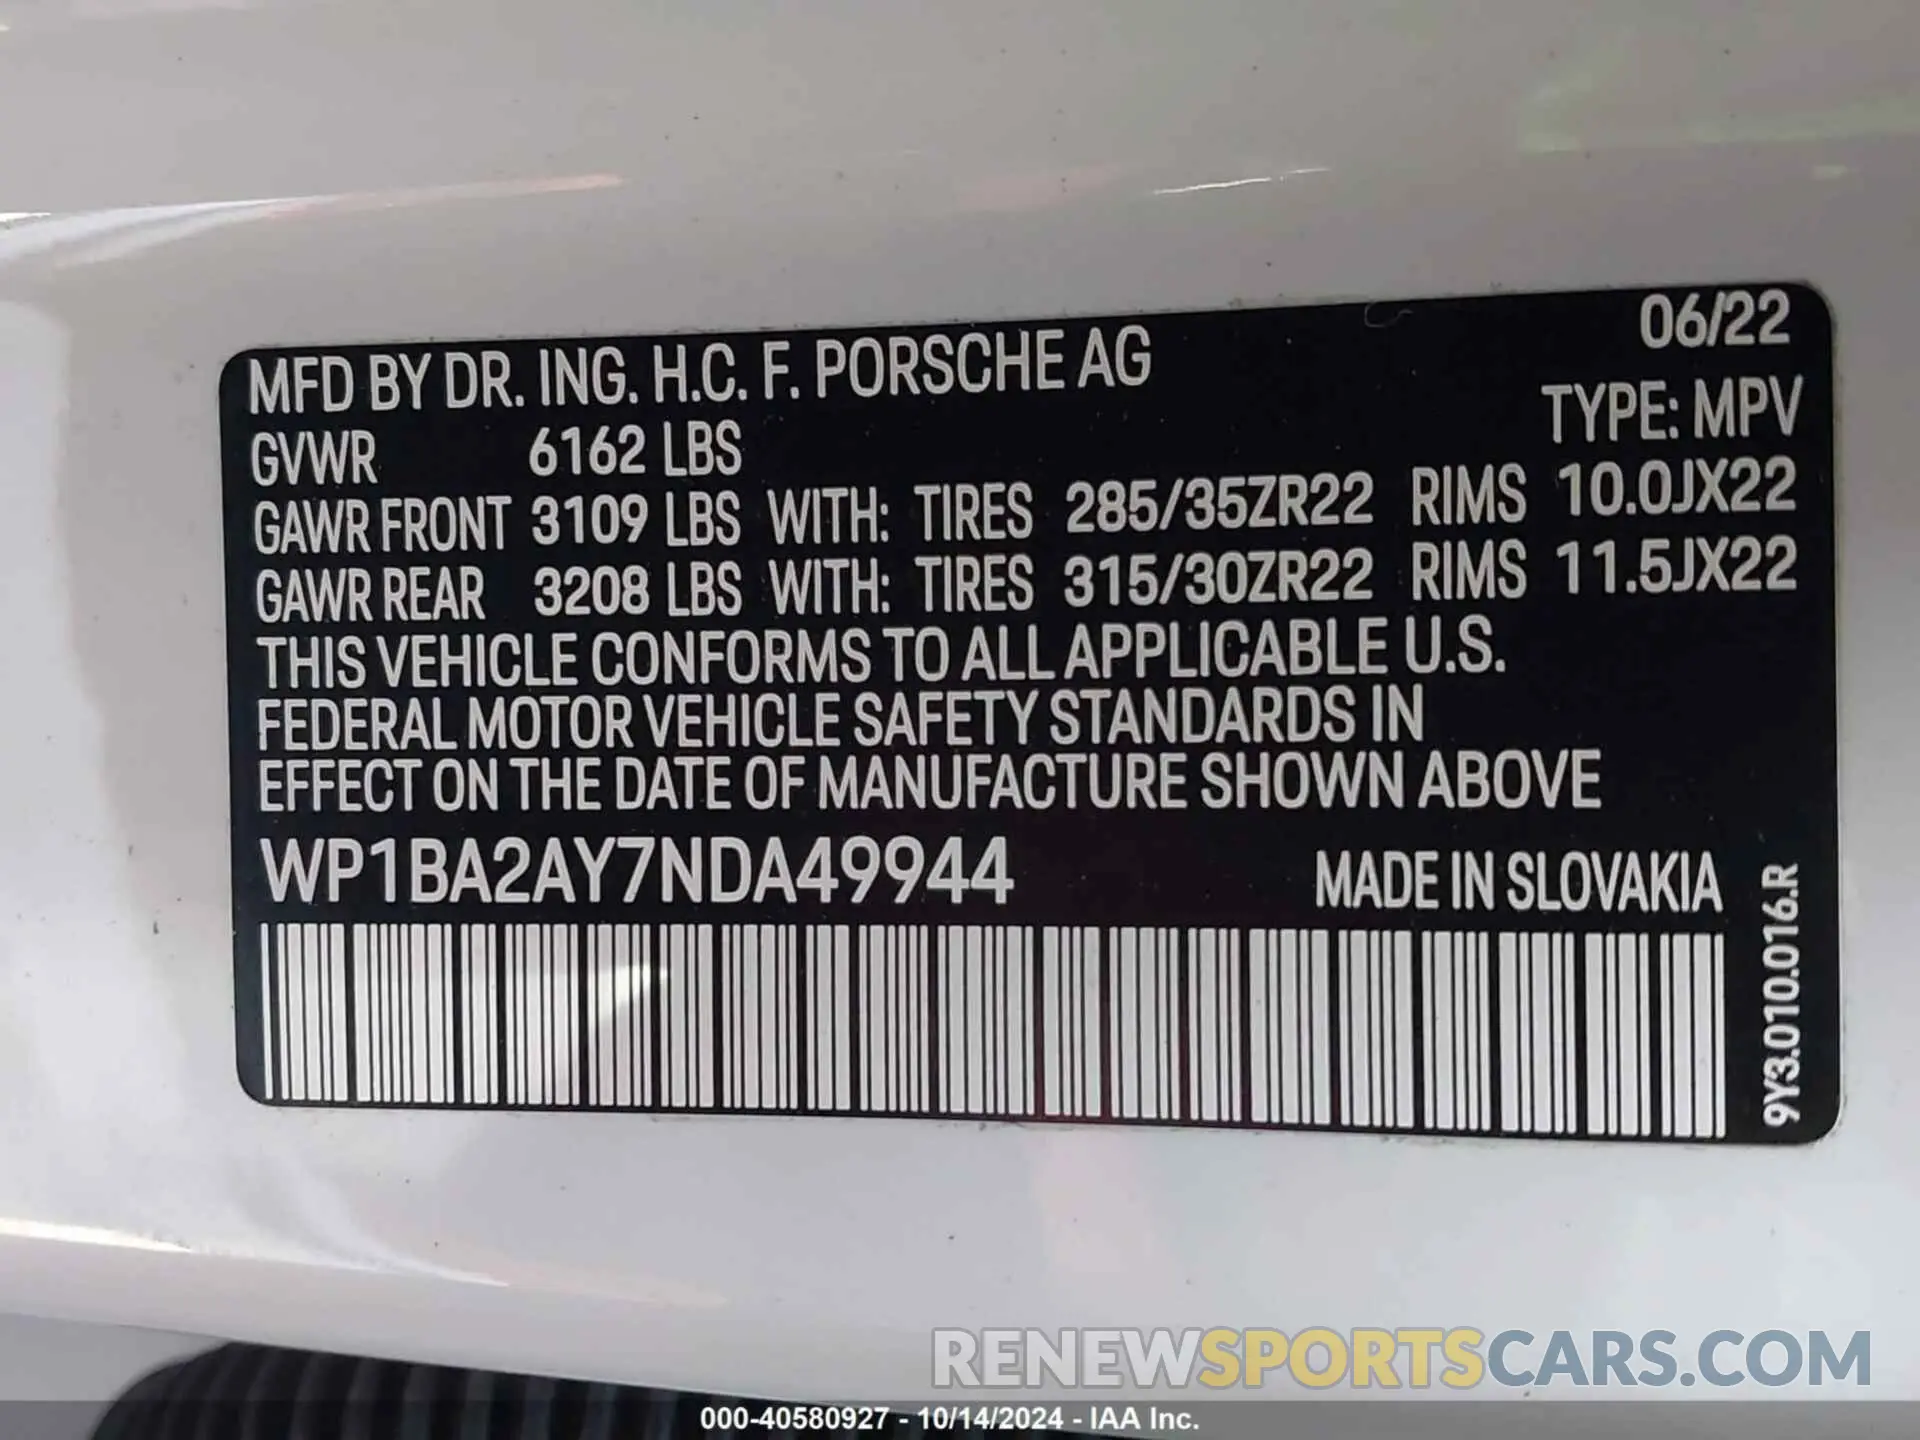 06/22
MFD BY DR. ING. H.C. F. PORSCHE AG
TYPE: MPV
GVWR 6162 LBS
GAWR FRONT 3109 LBS WITH: TIRES 285/35ZR22 RIMS 10.0JX22
GAWR REAR 3208 LBS WITH: TIRES 315/30ZR22 RIMS 11.5JX22
THIS VEHICLE CONFORMS TO ALL APPLICABLE U.S.
FEDERAL MOTOR VEHICLE SAFETY STANDARDS IN
EFFECT ON THE DATE OF MANUFACTURE SHOWN ABOVE
WP1BA2AY7NDA49944 MADE IN SLOVAKIA
9Y3.010.016.R
RENEWSPORTSCARS.COM
000-40580927 - 10/14/2024 - IAA Inc.